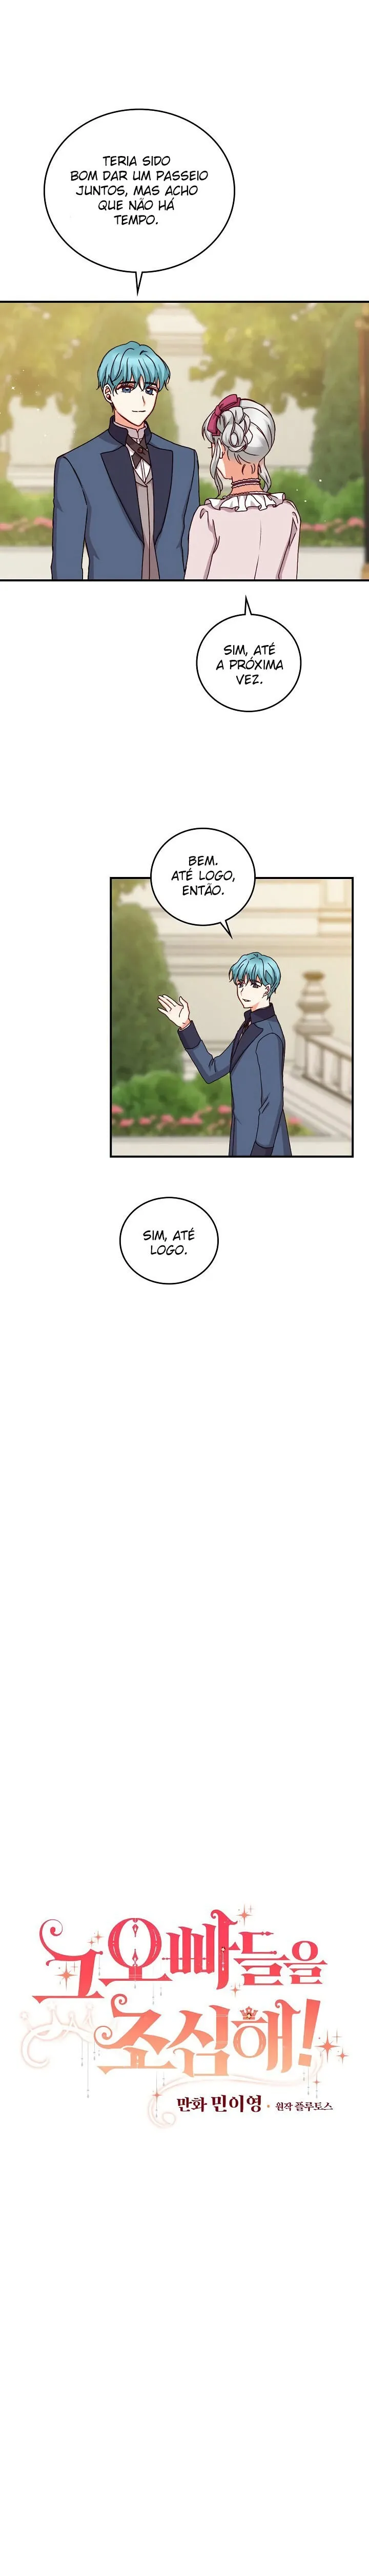 TERIA SIDO
BOM DAR UM PASSEIO
JUNTOS, MAS ACHO
QUE NÃO HÁ
TEMPO.
SIM, ATÉ
A PRÓXIMA
VEZ.
BEM.
ATÉ LOGO,
ENTÃO.
SIM, ATÉ
LOGO.
그 오빠들을
조심해!
만화 민이영 · 원작 플루토스